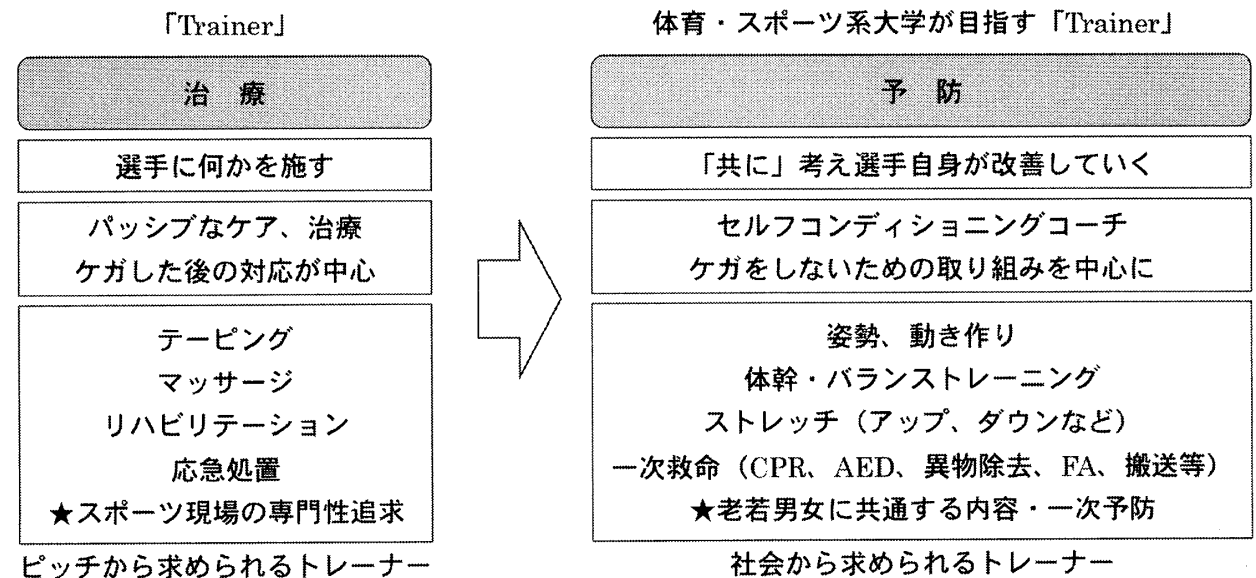 「Trainer」
治 療
選手に何かを施す
パッシブなケア、治療
ケガした後の対応が中心
テーピング
マッサージ
リハビリテーション
応急処置
★スポーツ現場の専門性追求
ピッチから求められるトレーナー
体育・スポーツ系大学が目指す「Trainer」
予 防
「共に」考え選手自身が改善していく
セルフコンディショニングコーチ
ケガをしないための取り組みを中心に
姿勢、動き作り
体幹・バランストレーニング
ストレッチ（アップ、ダウンなど）
一次救命（CPR、AED、異物除去、FA、搬送等）
★老若男女に共通する内容・一次予防
社会から求められるトレーナー